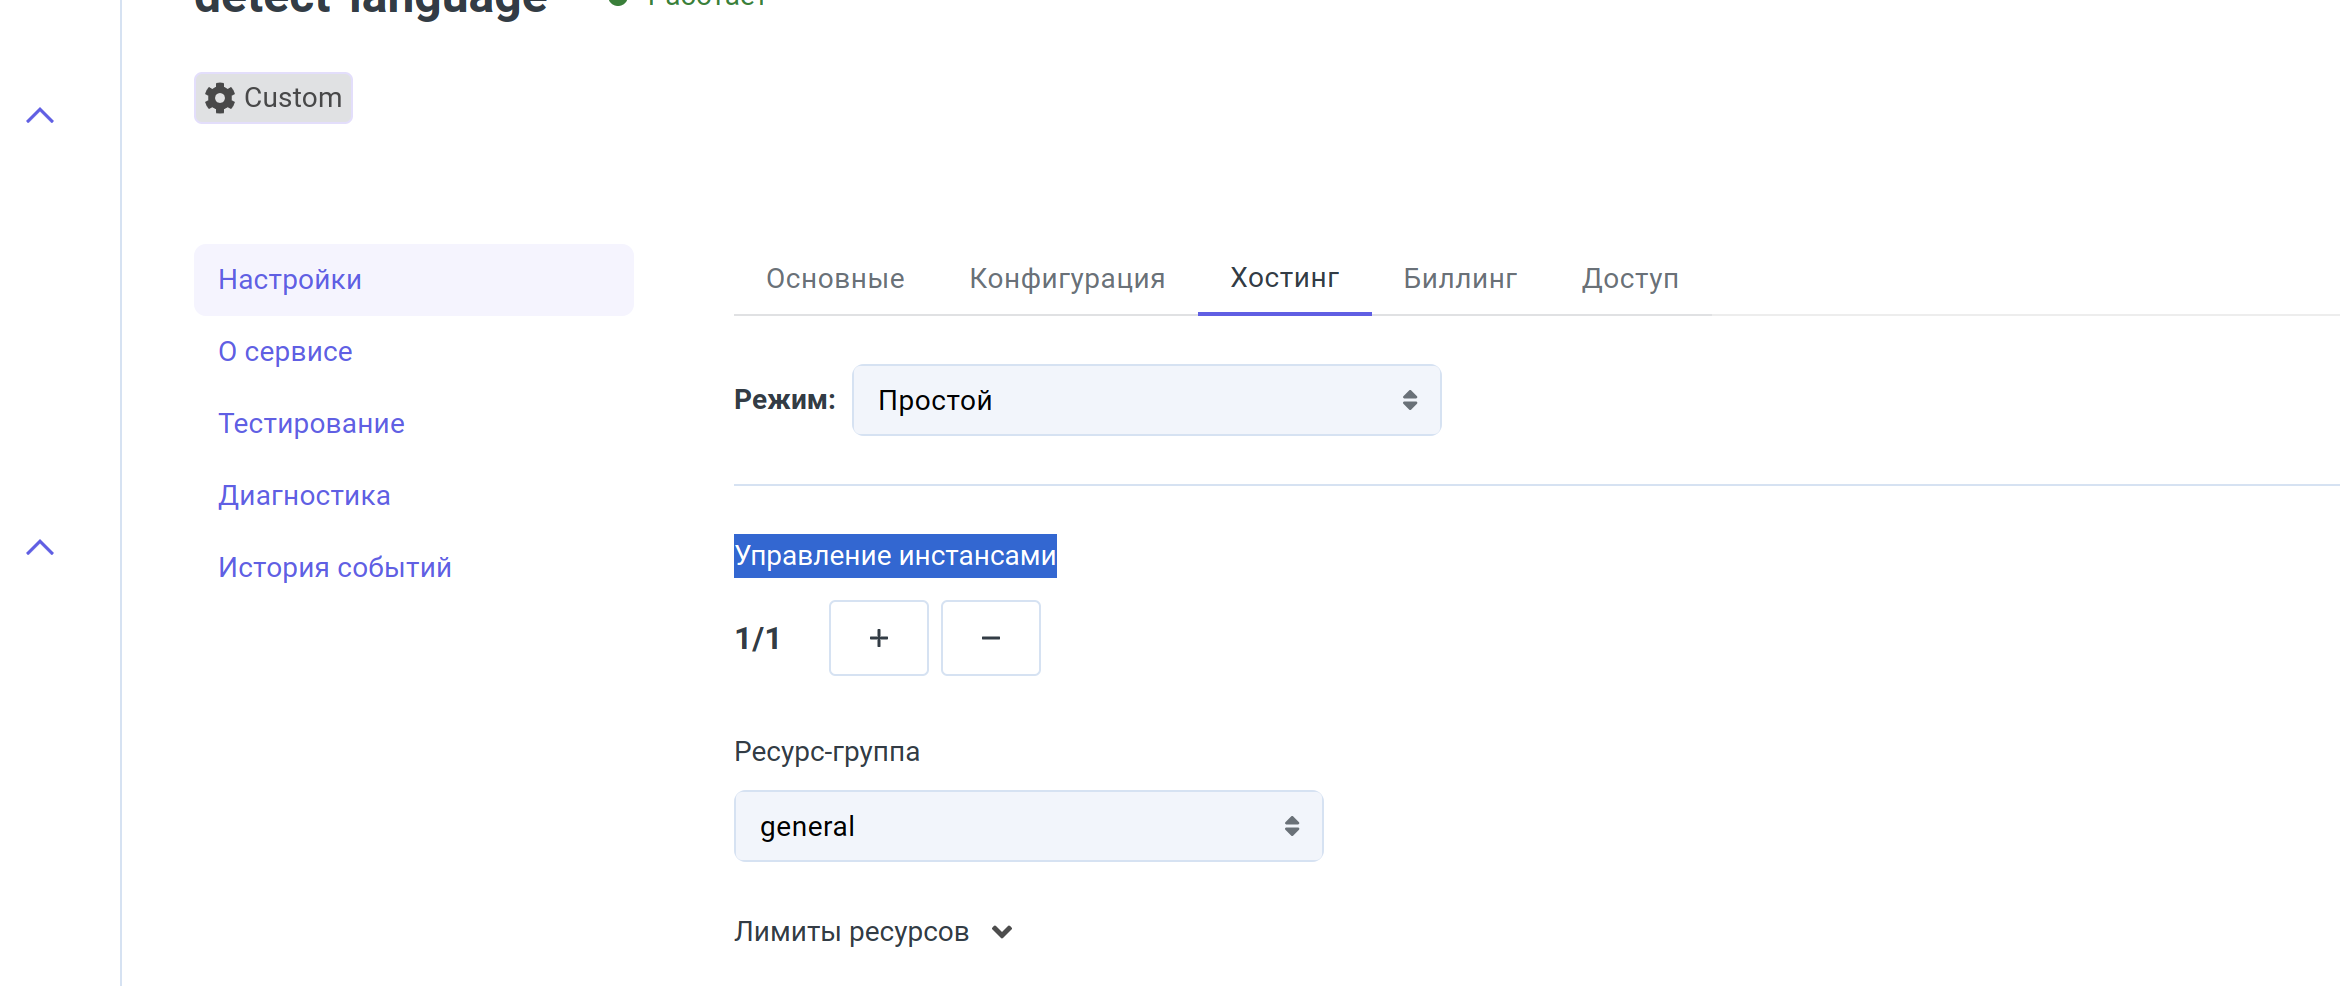 detect-language Работает
Custom
Настройки
О сервисе
Тестирование
Диагностика
История событий
Основные Конфигурация Хостинг Биллинг Доступ
Режим: Простой
Управление инстансами
1/1 + −
Ресурс-группа
general
Лимиты ресурсов